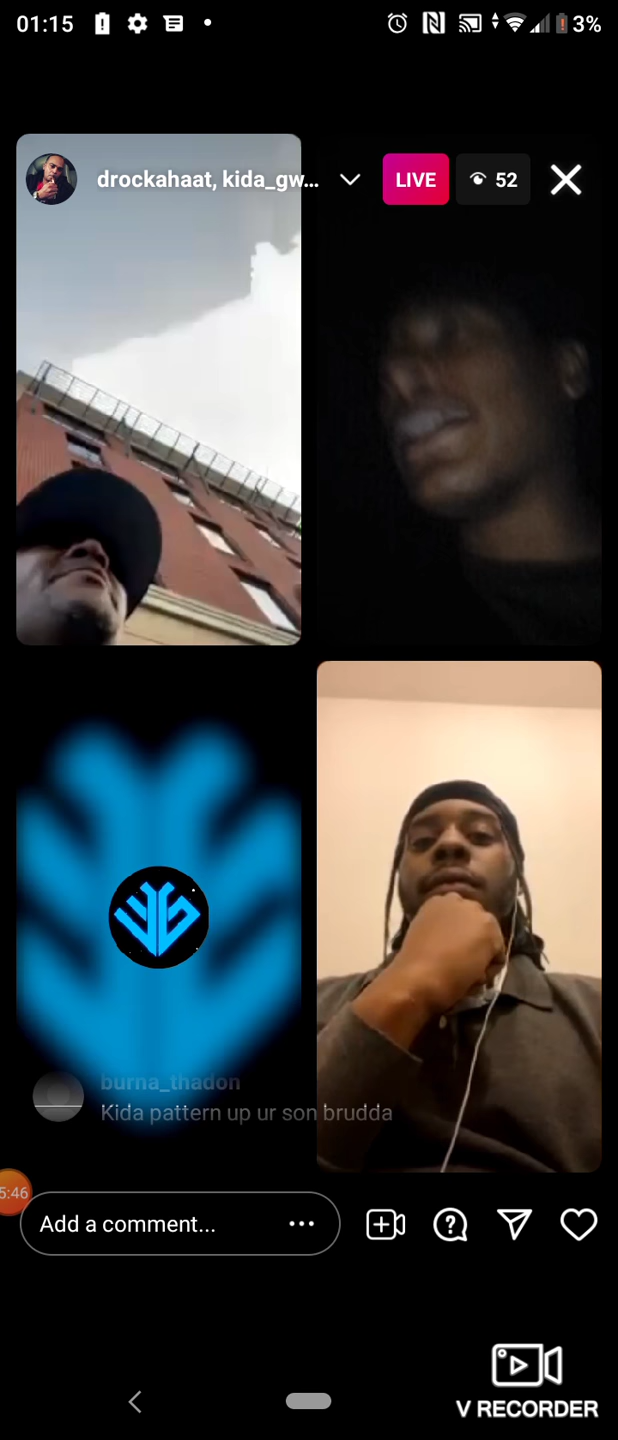 01:15
3%
drockahaat, kida_gw...
LIVE
52
burna_thadon
Kida pattern up ur son brudda
5:46
Add a comment...
V RECORDER